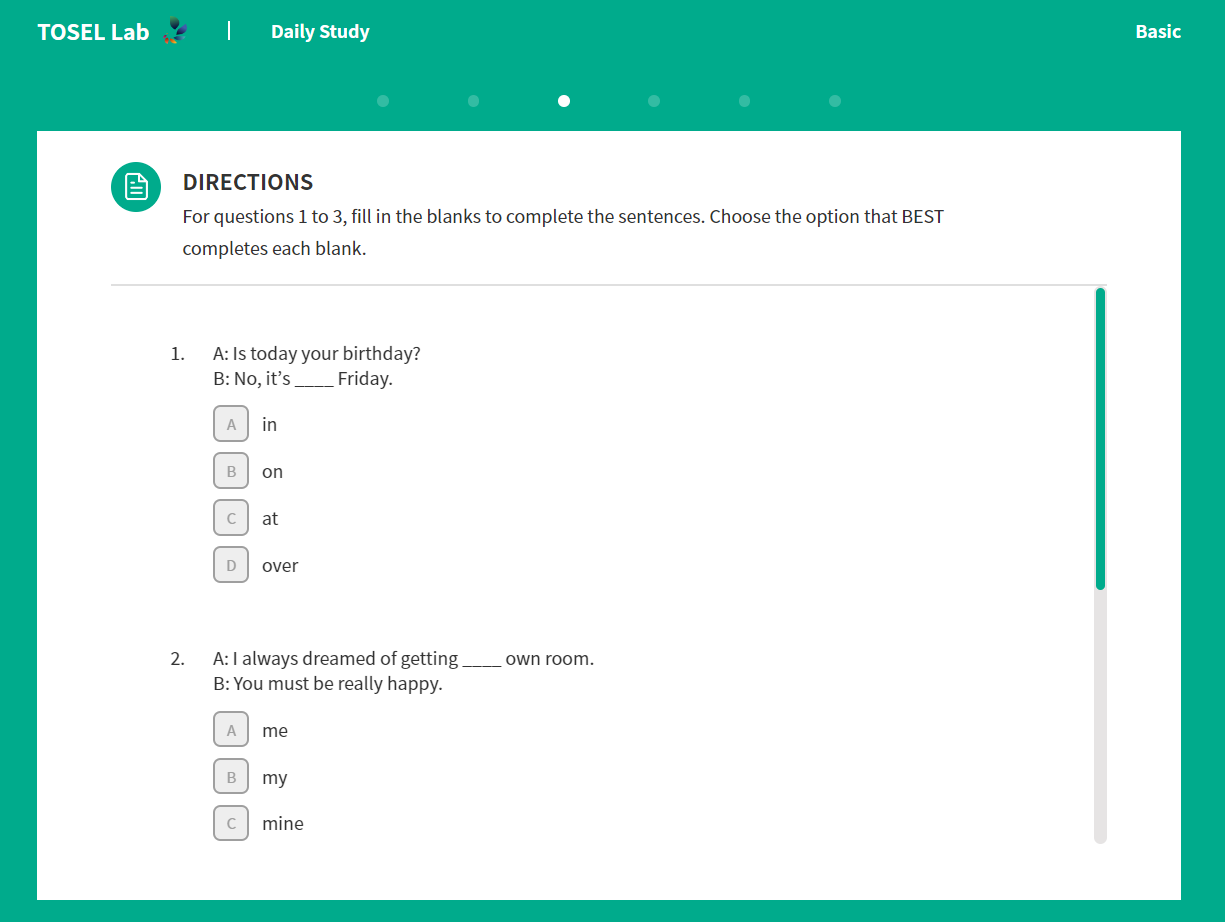 TOSEL Lab | Daily Study Basic
DIRECTIONS
For questions 1 to 3, fill in the blanks to complete the sentences. Choose the option that BEST
completes each blank.
1. A: Is today your birthday?
B: No, it’s ____ Friday.
A in
B on
C at
D over
2. A: I always dreamed of getting ____ own room.
B: You must be really happy.
A me
B my
C mine